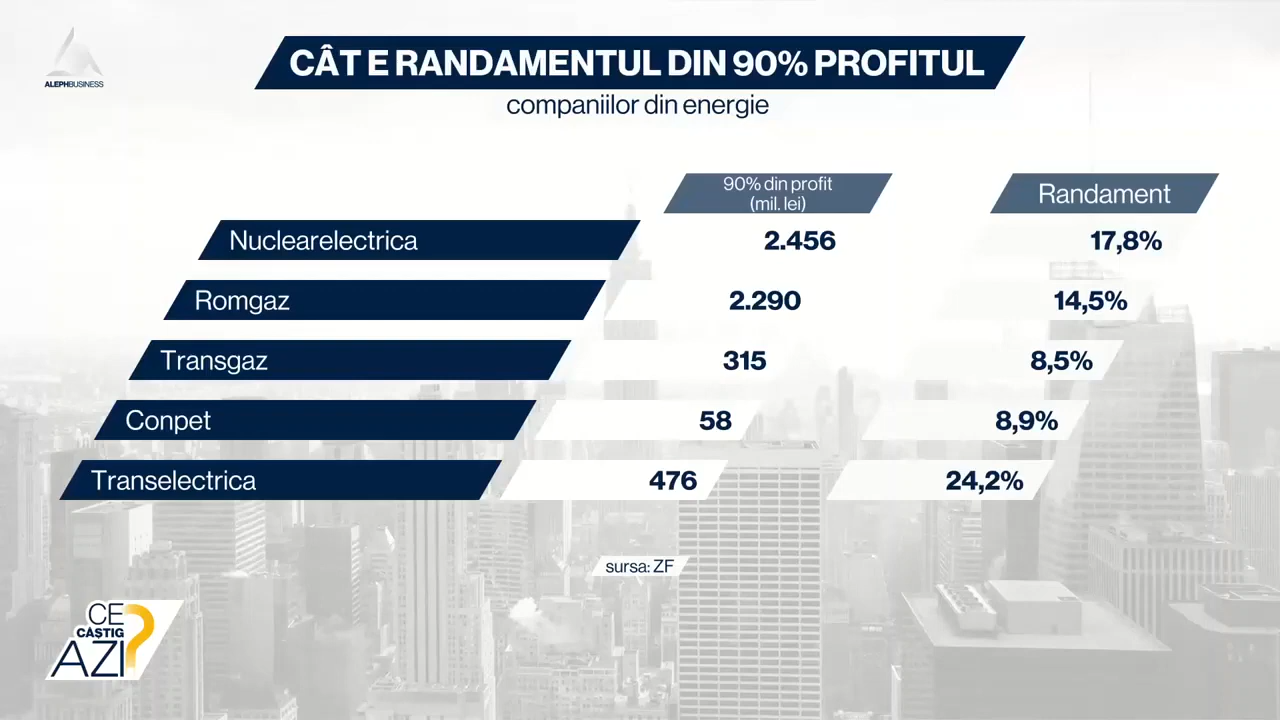 ALEPHBUSINESS
CÂT E RANDAMENTUL DIN 90% PROFITUL
companiilor din energie
90% din profit
(mil. lei)
Randament
Nuclearelectrica 2.456 17,8%
Romgaz 2.290 14,5%
Transgaz 315 8,5%
Conpet 58 8,9%
Transelectrica 476 24,2%
sursa: ZF
CE
CÂȘTIG
AZI?